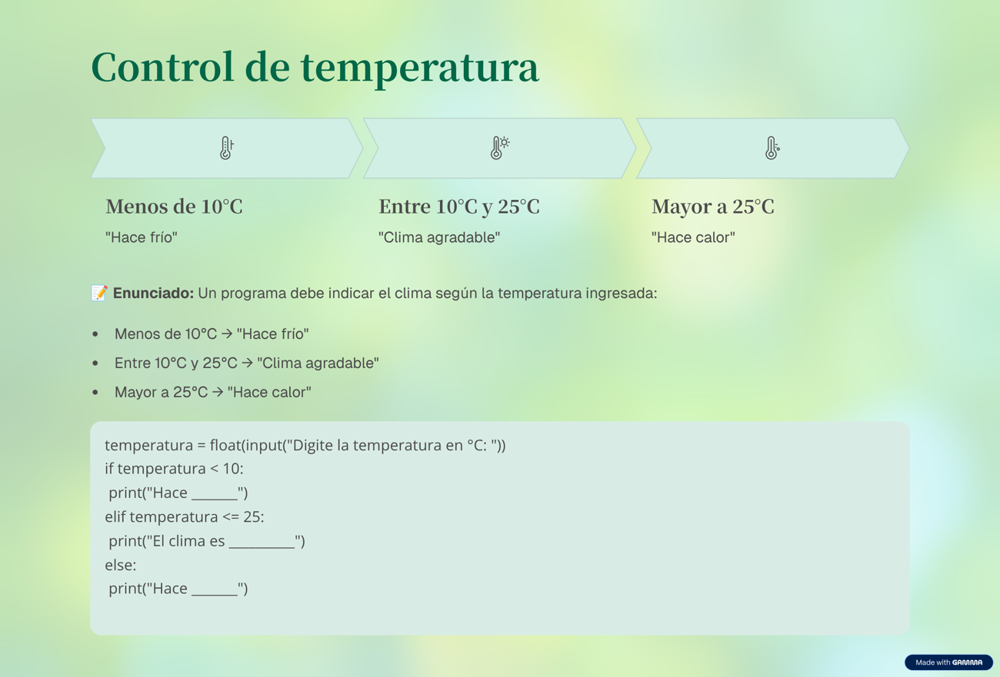 Control de temperatura
Menos de 10°C
"Hace frío"
Entre 10°C y 25°C
"Clima agradable"
Mayor a 25°C
"Hace calor"
📝 Enunciado: Un programa debe indicar el clima según la temperatura ingresada:
• Menos de 10°C → "Hace frío"
• Entre 10°C y 25°C → "Clima agradable"
• Mayor a 25°C → "Hace calor"
temperatura = float(input("Digite la temperatura en °C: "))
if temperatura < 10:
 print("Hace ______")
elif temperatura <= 25:
 print("El clima es _________")
else:
 print("Hace ______")
Made with GAMMA